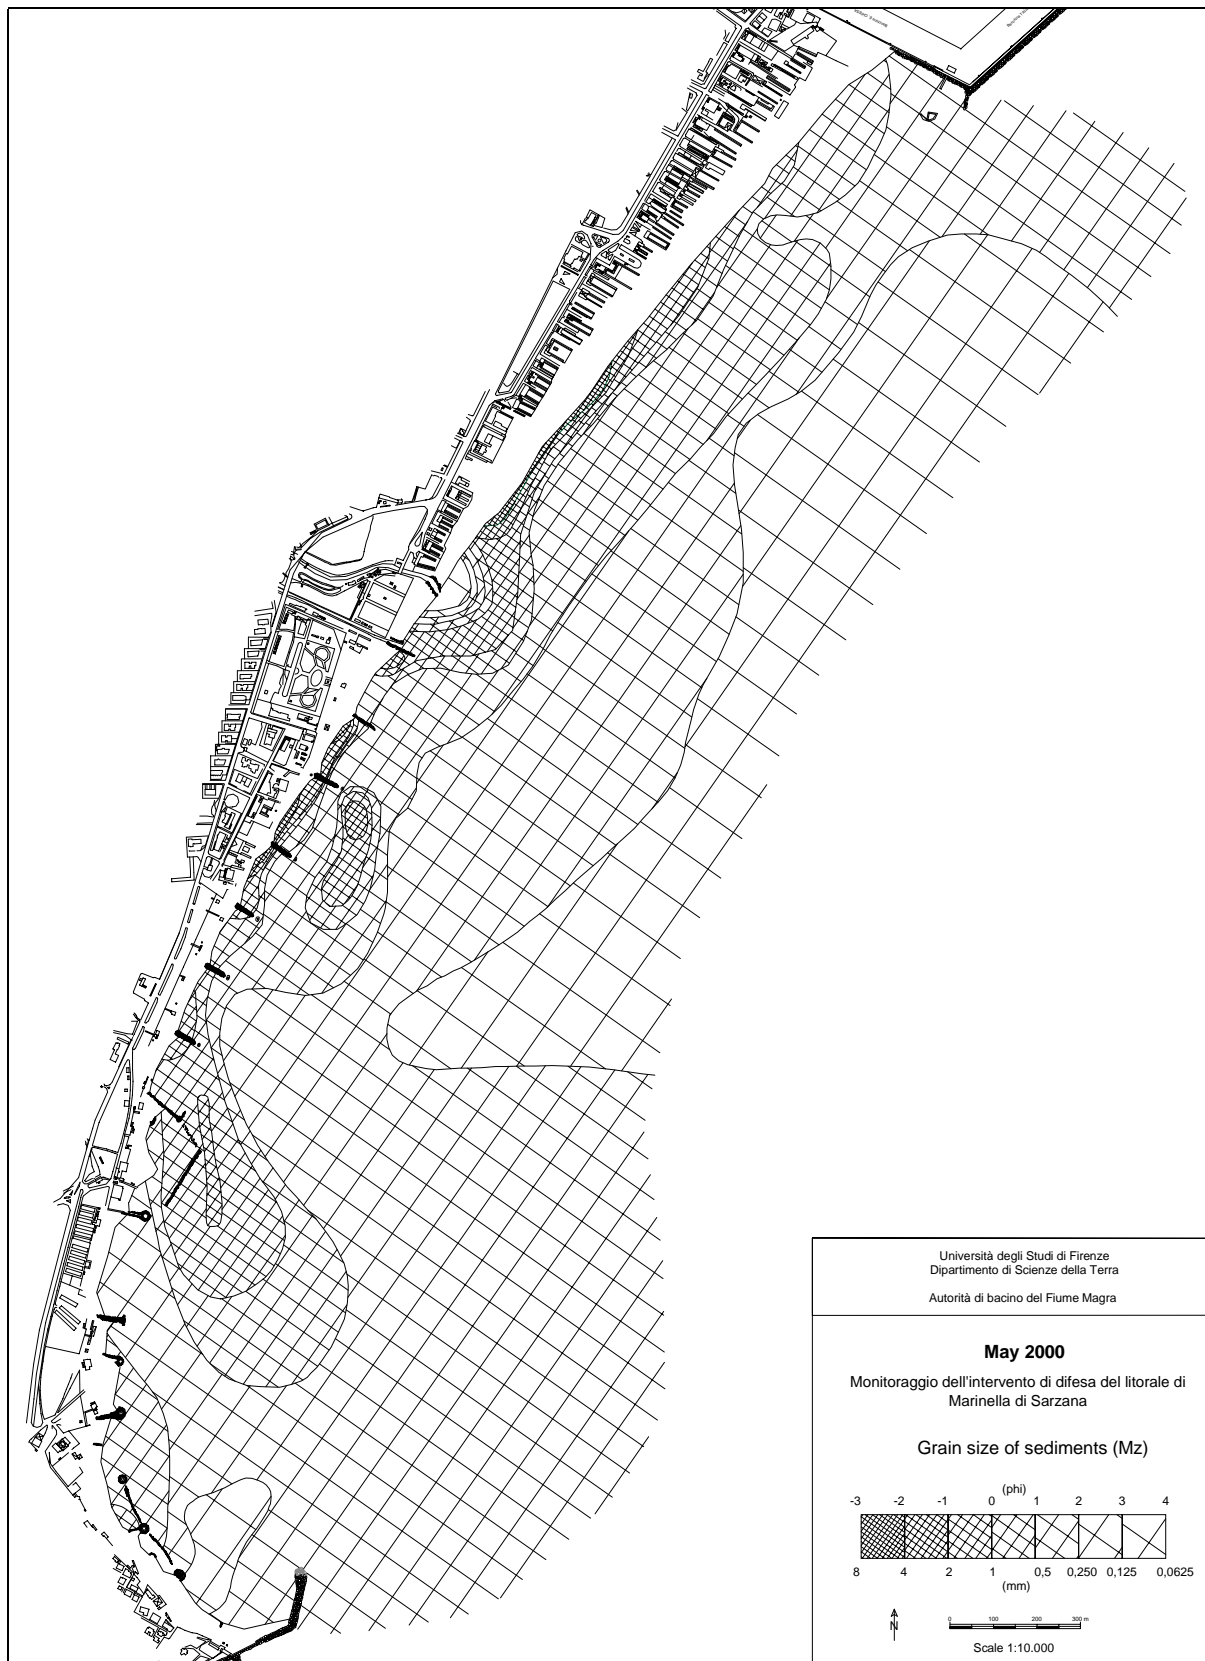 Università degli Studi di Firenze
Dipartimento di Scienze della Terra
Autorità di bacino del Fiume Magra
May 2000
Monitoraggio dell'intervento di difesa del litorale di
Marinella di Sarzana
Grain size of sediments (Mz)
(phi)
-3 -2 -1 0 1 2 3 4
8 4 2 1 0,5 0,250 0,125 0,0625
(mm)
N
0 100 200 300 m
Scale 1:10.000